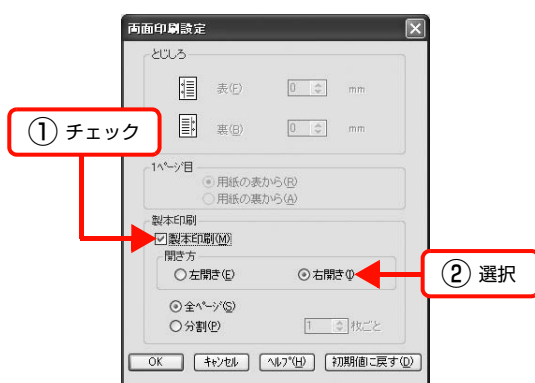 両面印刷設定
とじしろ
表(F) 0 mm
裏(B) 0 mm
① チェック
1ページ目
用紙の表から(R)
用紙の裏から(A)
製本印刷
製本印刷(M)
開き方
左開き(E) 右開き(I)
② 選択
全ページ(S)
分割(P) 1 枚ごと
OK キャンセル ヘルプ(H) 初期値に戻す(D)